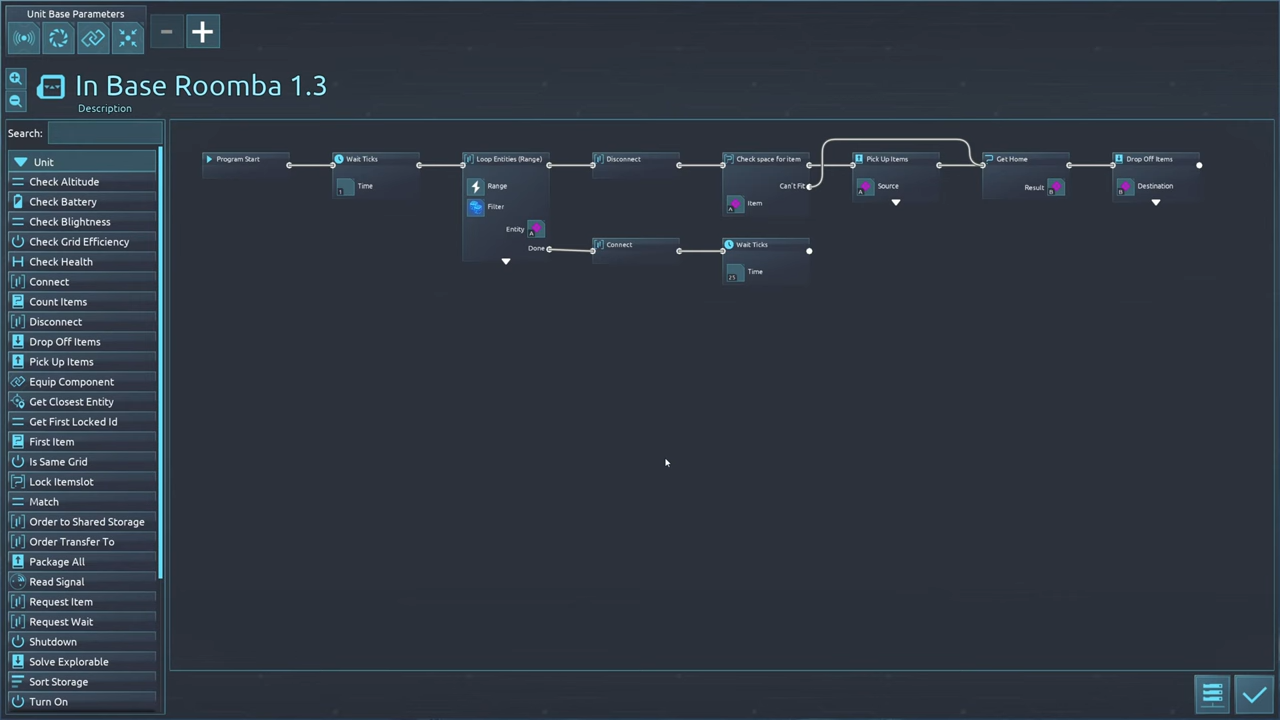 Unit Base Parameters
In Base Roomba 1.3
Description
Search:
Unit
Check Altitude
Check Battery
Check Blightness
Check Grid Efficiency
Check Health
Connect
Count Items
Disconnect
Drop Off Items
Pick Up Items
Equip Component
Get Closest Entity
Get First Locked Id
First Item
Is Same Grid
Lock Itemslot
Match
Order to Shared Storage
Order Transfer To
Package All
Read Signal
Request Item
Request Wait
Shutdown
Solve Explorable
Sort Storage
Turn On
Program Start
Wait Ticks
1
Time
Loop Entities (Range)
Range
Filter
Entity
A
Done
Disconnect
Check space for item
Can't Fit
A
Item
Pick Up Items
A
Source
Get Home
Result
B
Drop Off Items
B
Destination
Connect
Wait Ticks
25
Time